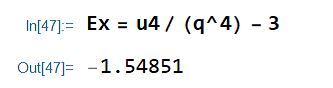 In[47]:= Ex = u4 / (q^4) - 3
Out[47]= -1.54851